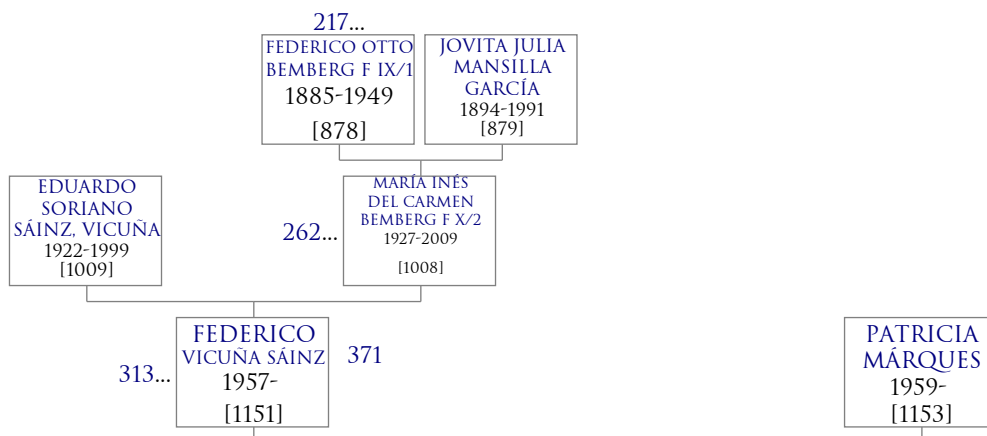 217...
FEDERICO OTTO
BEMBERG F IX/1
1885-1949
[878]
JOVITA JULIA
MANSILLA
GARCÍA
1894-1991
[879]
EDUARDO
SORIANO
SÁINZ, VICUÑA
1922-1999
[1009]
262...
MARÍA INÉS
DEL CARMEN
BEMBERG F X/2
1927-2009
[1008]
313...
FEDERICO
VICUÑA SÁINZ
1957-
[1151]
371
PATRICIA
MÁRQUES
1959-
[1153]